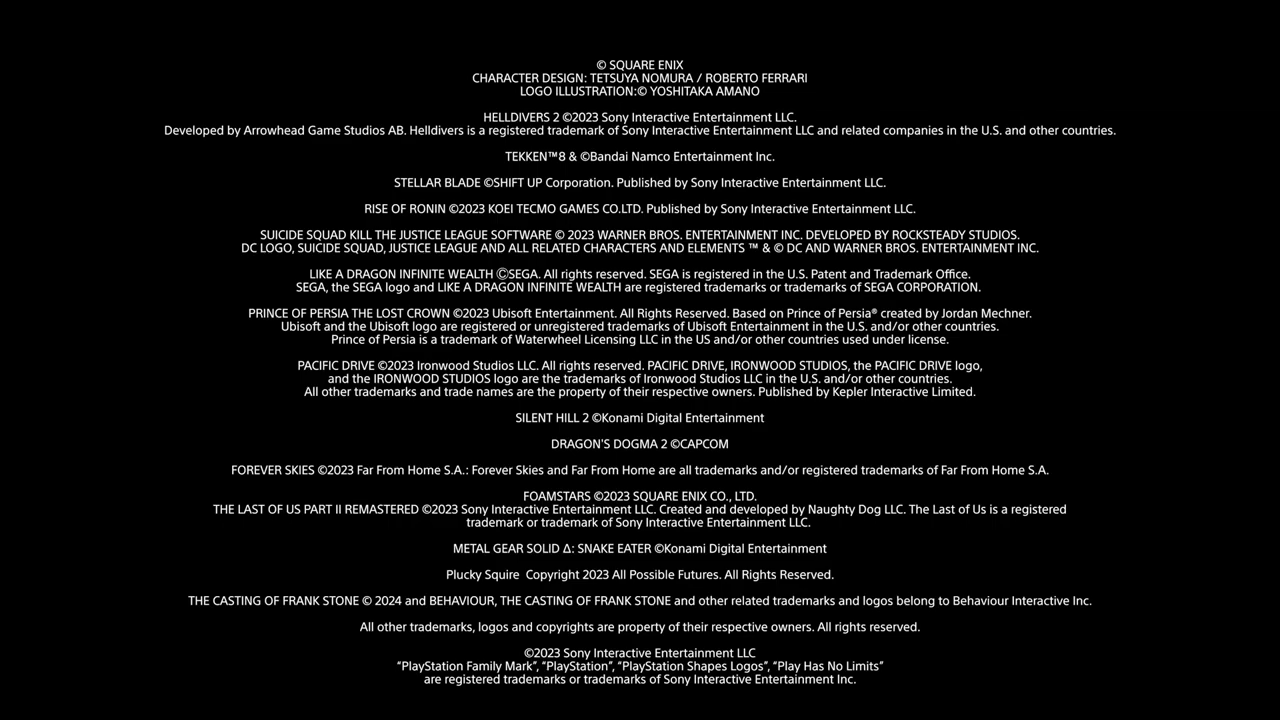 © SQUARE ENIX
CHARACTER DESIGN: TETSUYA NOMURA / ROBERTO FERRARI
LOGO ILLUSTRATION:© YOSHITAKA AMANO
HELLDIVERS 2 ©2023 Sony Interactive Entertainment LLC.
Developed by Arrowhead Game Studios AB. Helldivers is a registered trademark of Sony Interactive Entertainment LLC and related companies in the U.S. and other countries.
TEKKEN™8 & ©Bandai Namco Entertainment Inc.
STELLAR BLADE ©SHIFT UP Corporation. Published by Sony Interactive Entertainment LLC.
RISE OF RONIN ©2023 KOEI TECMO GAMES CO.LTD. Published by Sony Interactive Entertainment LLC.
SUICIDE SQUAD KILL THE JUSTICE LEAGUE SOFTWARE © 2023 WARNER BROS. ENTERTAINMENT INC. DEVELOPED BY ROCKSTEADY STUDIOS.
DC LOGO, SUICIDE SQUAD, JUSTICE LEAGUE AND ALL RELATED CHARACTERS AND ELEMENTS ™ & © DC AND WARNER BROS. ENTERTAINMENT INC.
LIKE A DRAGON INFINITE WEALTH ⒸSEGA. All rights reserved. SEGA is registered in the U.S. Patent and Trademark Office.
SEGA, the SEGA logo and LIKE A DRAGON INFINITE WEALTH are registered trademarks or trademarks of SEGA CORPORATION.
PRINCE OF PERSIA THE LOST CROWN ©2023 Ubisoft Entertainment. All Rights Reserved. Based on Prince of Persia® created by Jordan Mechner.
Ubisoft and the Ubisoft logo are registered or unregistered trademarks of Ubisoft Entertainment in the U.S. and/or other countries.
Prince of Persia is a trademark of Waterwheel Licensing LLC in the US and/or other countries used under license.
PACIFIC DRIVE ©2023 Ironwood Studios LLC. All rights reserved. PACIFIC DRIVE, IRONWOOD STUDIOS, the PACIFIC DRIVE logo,
and the IRONWOOD STUDIOS logo are the trademarks of Ironwood Studios LLC in the U.S. and/or other countries.
All other trademarks and trade names are the property of their respective owners. Published by Kepler Interactive Limited.
SILENT HILL 2 ©Konami Digital Entertainment
DRAGON'S DOGMA 2 ©CAPCOM
FOREVER SKIES ©2023 Far From Home S.A.: Forever Skies and Far From Home are all trademarks and/or registered trademarks of Far From Home S.A.
FOAMSTARS ©2023 SQUARE ENIX CO., LTD.
THE LAST OF US PART II REMASTERED ©2023 Sony Interactive Entertainment LLC. Created and developed by Naughty Dog LLC. The Last of Us is a registered
trademark or trademark of Sony Interactive Entertainment LLC.
METAL GEAR SOLID Δ: SNAKE EATER ©Konami Digital Entertainment
Plucky Squire Copyright 2023 All Possible Futures. All Rights Reserved.
THE CASTING OF FRANK STONE © 2024 and BEHAVIOUR, THE CASTING OF FRANK STONE and other related trademarks and logos belong to Behaviour Interactive Inc.
All other trademarks, logos and copyrights are property of their respective owners. All rights reserved.
©2023 Sony Interactive Entertainment LLC
“PlayStation Family Mark”, “PlayStation”, “PlayStation Shapes Logos”, “Play Has No Limits”
are registered trademarks or trademarks of Sony Interactive Entertainment Inc.